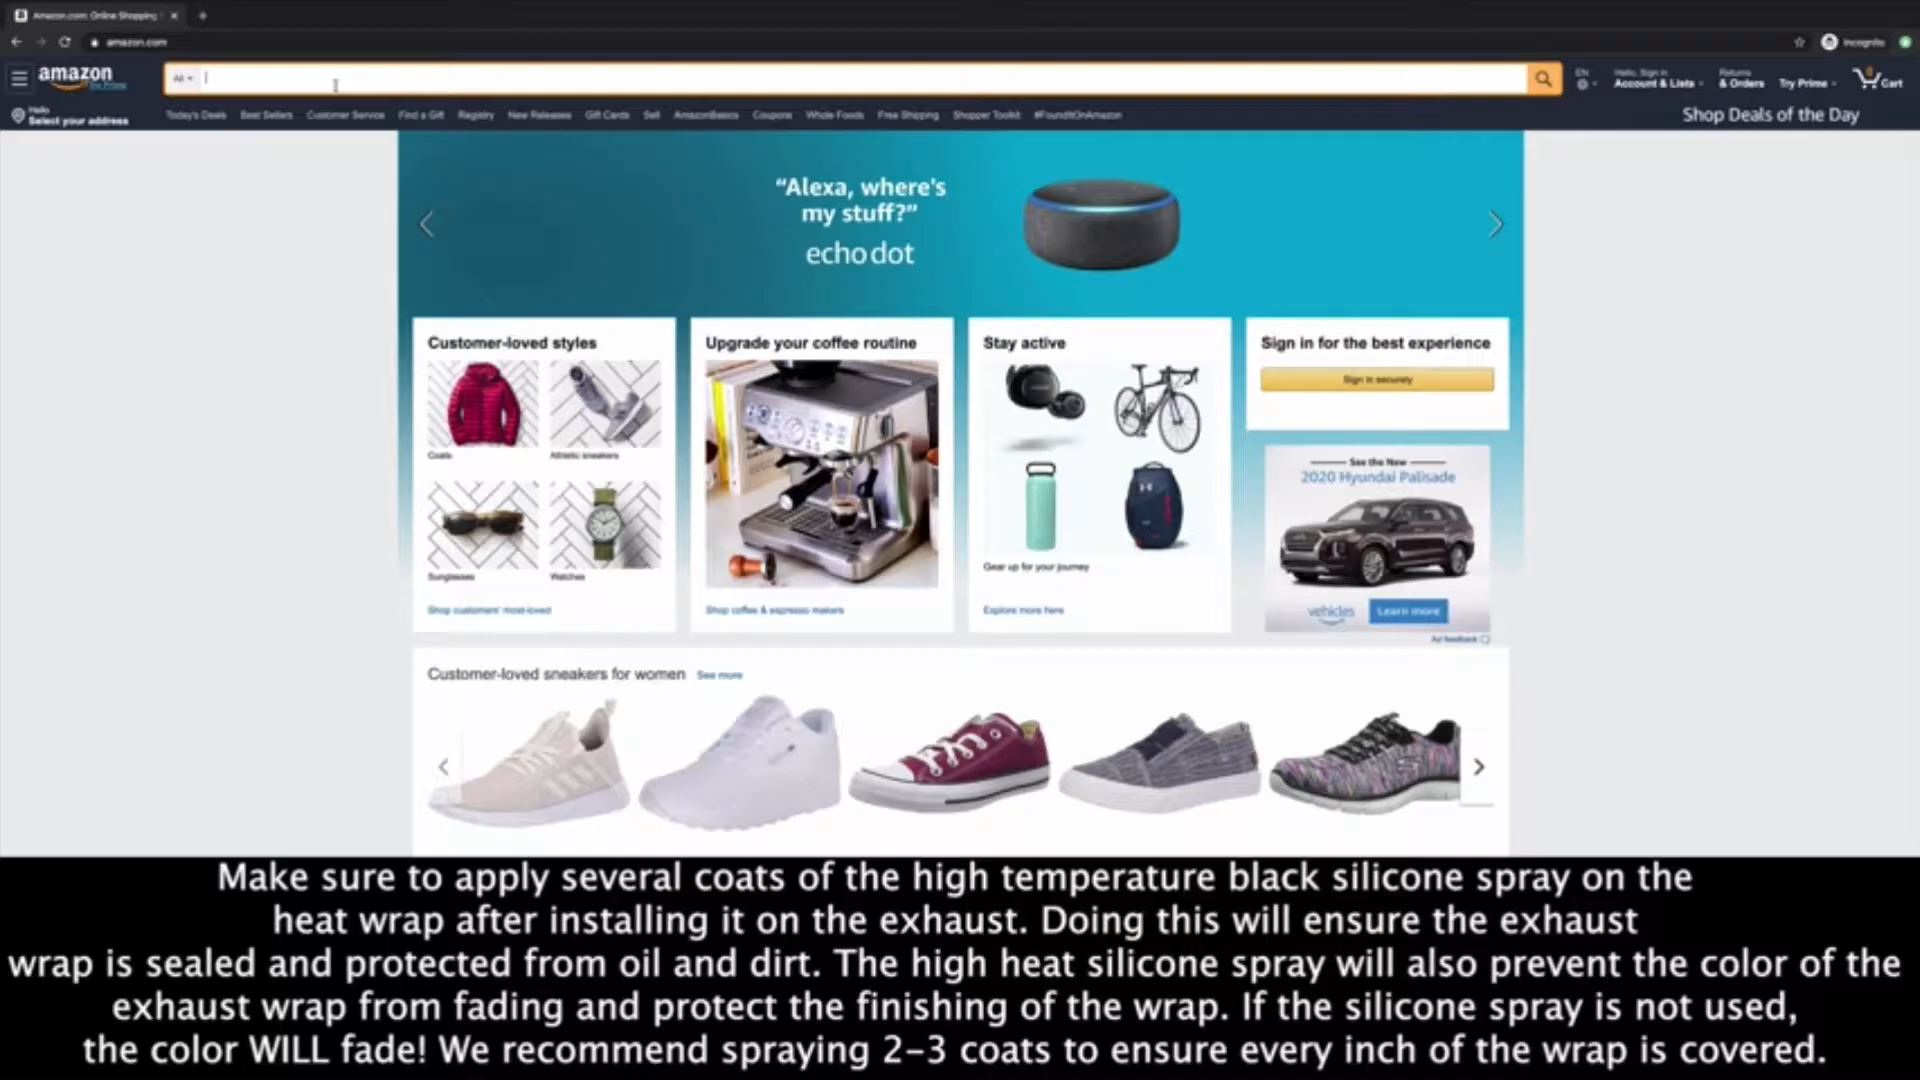 Amazon.com: Online Shopping
amazon.com
Incognito
amazon
Try Prime
All
EN
Hello, Sign in
Account & Lists
Returns
& Orders
Try Prime
0
Cart
Hello
Select your address
Today's Deals Best Sellers Customer Service Find a Gift Registry New Releases Gift Cards Sell AmazonBasics Coupons Whole Foods Free Shipping Shopper Toolkit #FoundItOnAmazon
Shop Deals of the Day
“Alexa, where's
my stuff?”
echo dot
Customer-loved styles
Coats
Athletic sneakers
Sunglasses
Watches
Shop customers' most-loved
Upgrade your coffee routine
Shop coffee & espresso makers
Stay active
Gear up for your journey
Explore more here
Sign in for the best experience
Sign in securely
See the New
2020 Hyundai Palisade
vehicles
Learn more
Ad feedback
Customer-loved sneakers for women See more
Make sure to apply several coats of the high temperature black silicone spray on the
heat wrap after installing it on the exhaust. Doing this will ensure the exhaust
wrap is sealed and protected from oil and dirt. The high heat silicone spray will also prevent the color of the
exhaust wrap from fading and protect the finishing of the wrap. If the silicone spray is not used,
the color WILL fade! We recommend spraying 2-3 coats to ensure every inch of the wrap is covered.